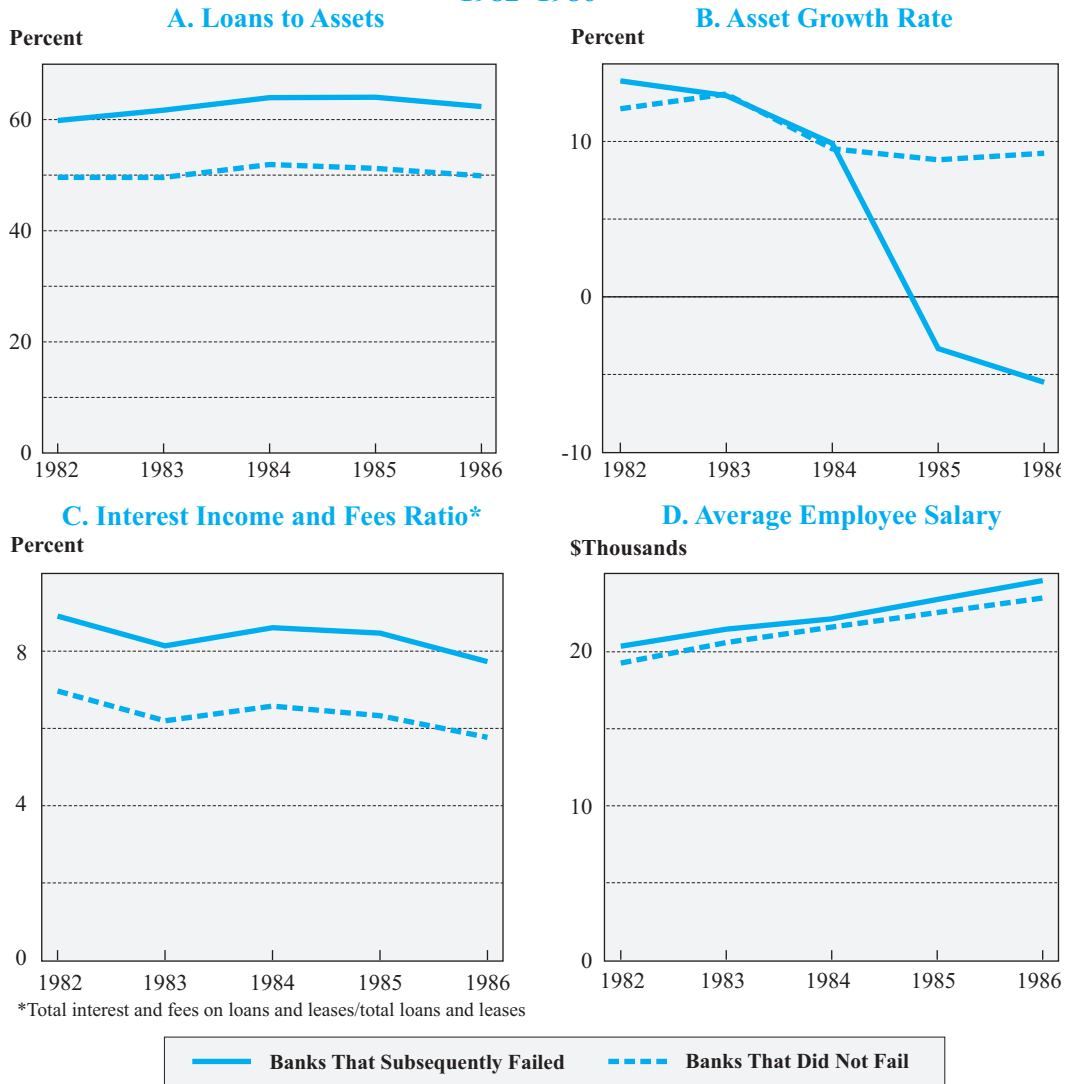 A. Loans to Assets
Percent
60
40
20
0
1982 1983 1984 1985 1986
B. Asset Growth Rate
Percent
10
0
-10
1982 1983 1984 1985 1986
C. Interest Income and Fees Ratio*
Percent
8
4
0
1982 1983 1984 1985 1986
*Total interest and fees on loans and leases/total loans and leases
D. Average Employee Salary
$Thousands
20
10
0
1982 1983 1984 1985 1986
Banks That Subsequently Failed Banks That Did Not Fail